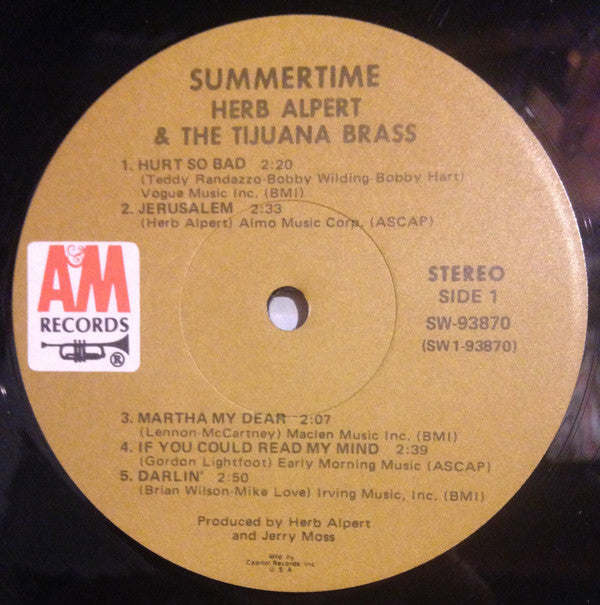 SUMMERTIME
HERB ALPERT
& THE TIJUANA BRASS
1. HURT SO BAD 2:20
(Teddy Randazzo-Bobby Wilding-Bobby Hart)
Vogue Music Inc. (BMI)
2. JERUSALEM 2:33
(Herb Alpert) Almo Music Corp. (ASCAP)
A&M
RECORDS
®
STEREO
SIDE 1
SW-93870
(SW1-93870)
3. MARTHA MY DEAR 2:07
(Lennon-McCartney) Maclen Music Inc. (BMI)
4. IF YOU COULD READ MY MIND 2:39
(Gordon Lightfoot) Early Morning Music (ASCAP)
5. DARLIN' 2:50
(Brian Wilson-Mike Love) Irving Music, Inc. (BMI)
Produced by Herb Alpert
and Jerry Moss
Mfd by
Capitol Records Inc
U S A